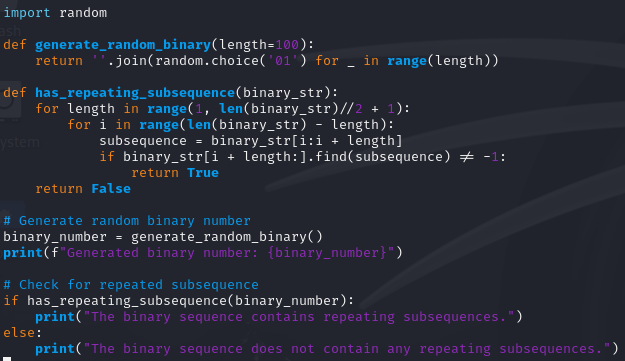 import random
def generate_random_binary(length=100):
    return ''.join(random.choice('01') for _ in range(length))
def has_repeating_subsequence(binary_str):
    for length in range(1, len(binary_str)//2 + 1):
        for i in range(len(binary_str) - length):
            subsequence = binary_str[i:i + length]
            if binary_str[i + length:].find(subsequence) != -1:
                return True
    return False
# Generate random binary number
binary_number = generate_random_binary()
print(f"Generated binary number: {binary_number}")
# Check for repeated subsequence
if has_repeating_subsequence(binary_number):
    print("The binary sequence contains repeating subsequences.")
else:
    print("The binary sequence does not contain any repeating subsequences.")